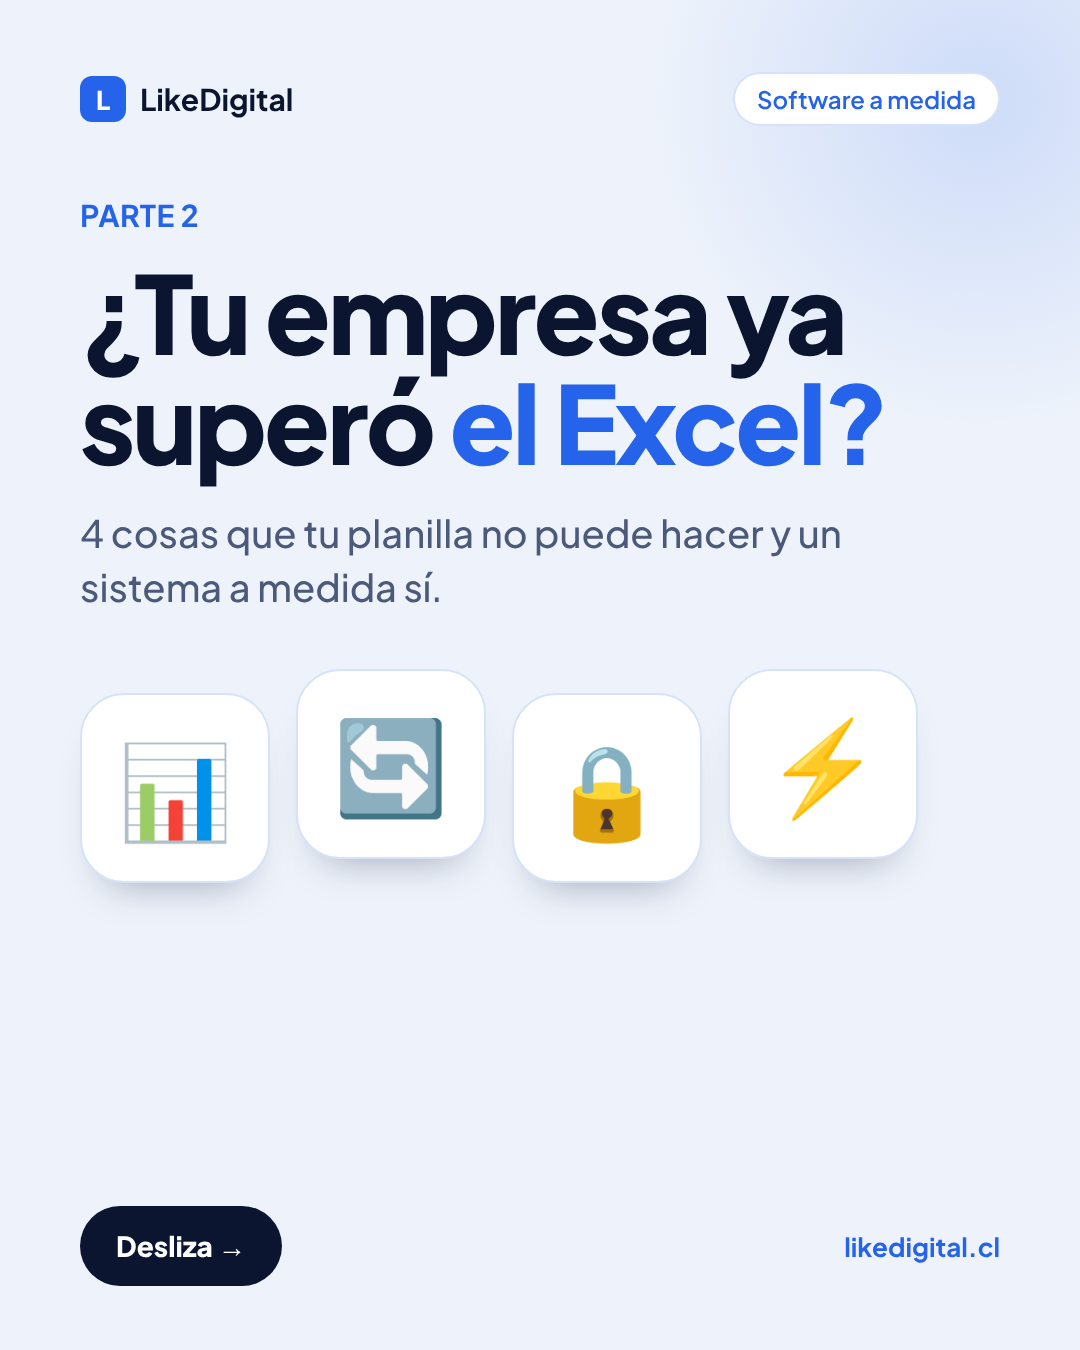 L LikeDigital
Software a medida
PARTE 2
¿Tu empresa ya
superó el Excel?
4 cosas que tu planilla no puede hacer y un
sistema a medida sí.
Desliza →
likedigital.cl